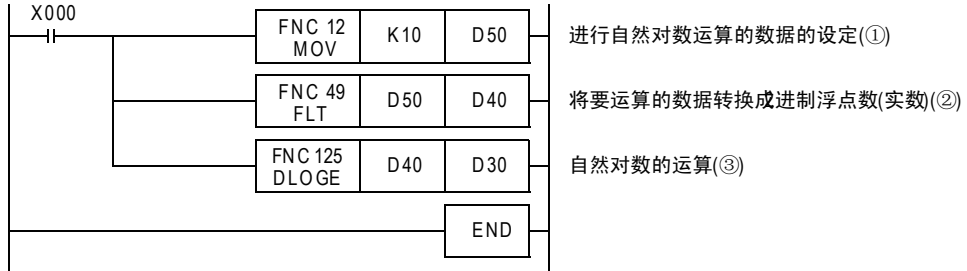 X000
FNC 12 MOV K10 D50 进行自然对数运算的数据的设定(①)
FNC 49 FLT D50 D40 将要运算的数据转换成进制浮点数(实数)(②)
FNC 125 DLOGE D40 D30 自然对数的运算(③)
END